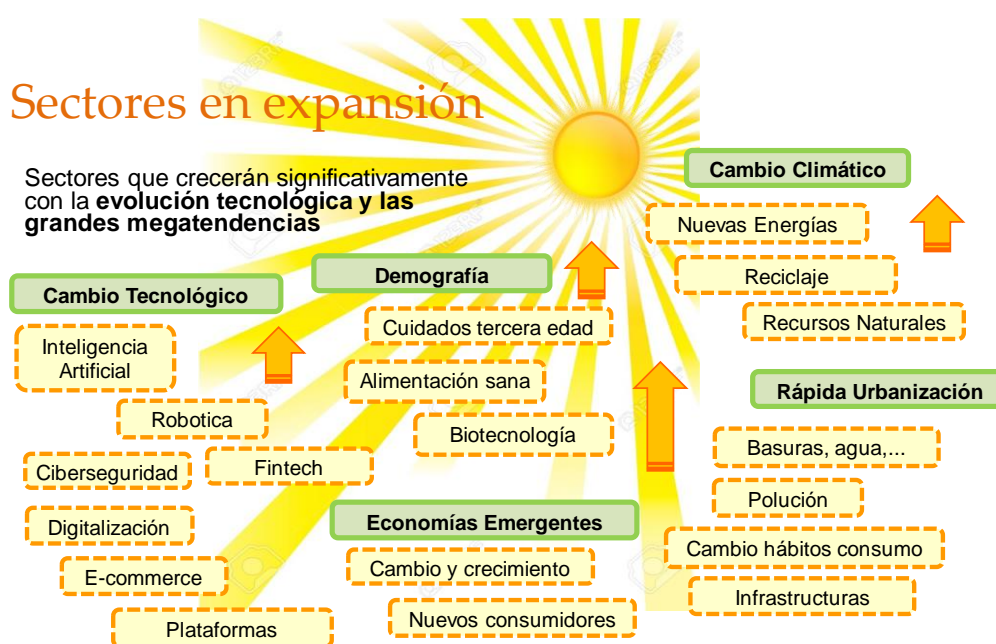 Sectores en expansión
Sectores que crecerán significativamente
con la evolución tecnológica y las
grandes megatendencias
Cambio Tecnológico
Inteligencia
Artificial
Robotica
Ciberseguridad
Fintech
Digitalización
E-commerce
Plataformas
Demografía
Cuidados tercera edad
Alimentación sana
Biotecnología
Economías Emergentes
Cambio y crecimiento
Nuevos consumidores
Cambio Climático
Nuevas Energías
Reciclaje
Recursos Naturales
Rápida Urbanización
Basuras, agua,...
Polución
Cambio hábitos consumo
Infrastructuras